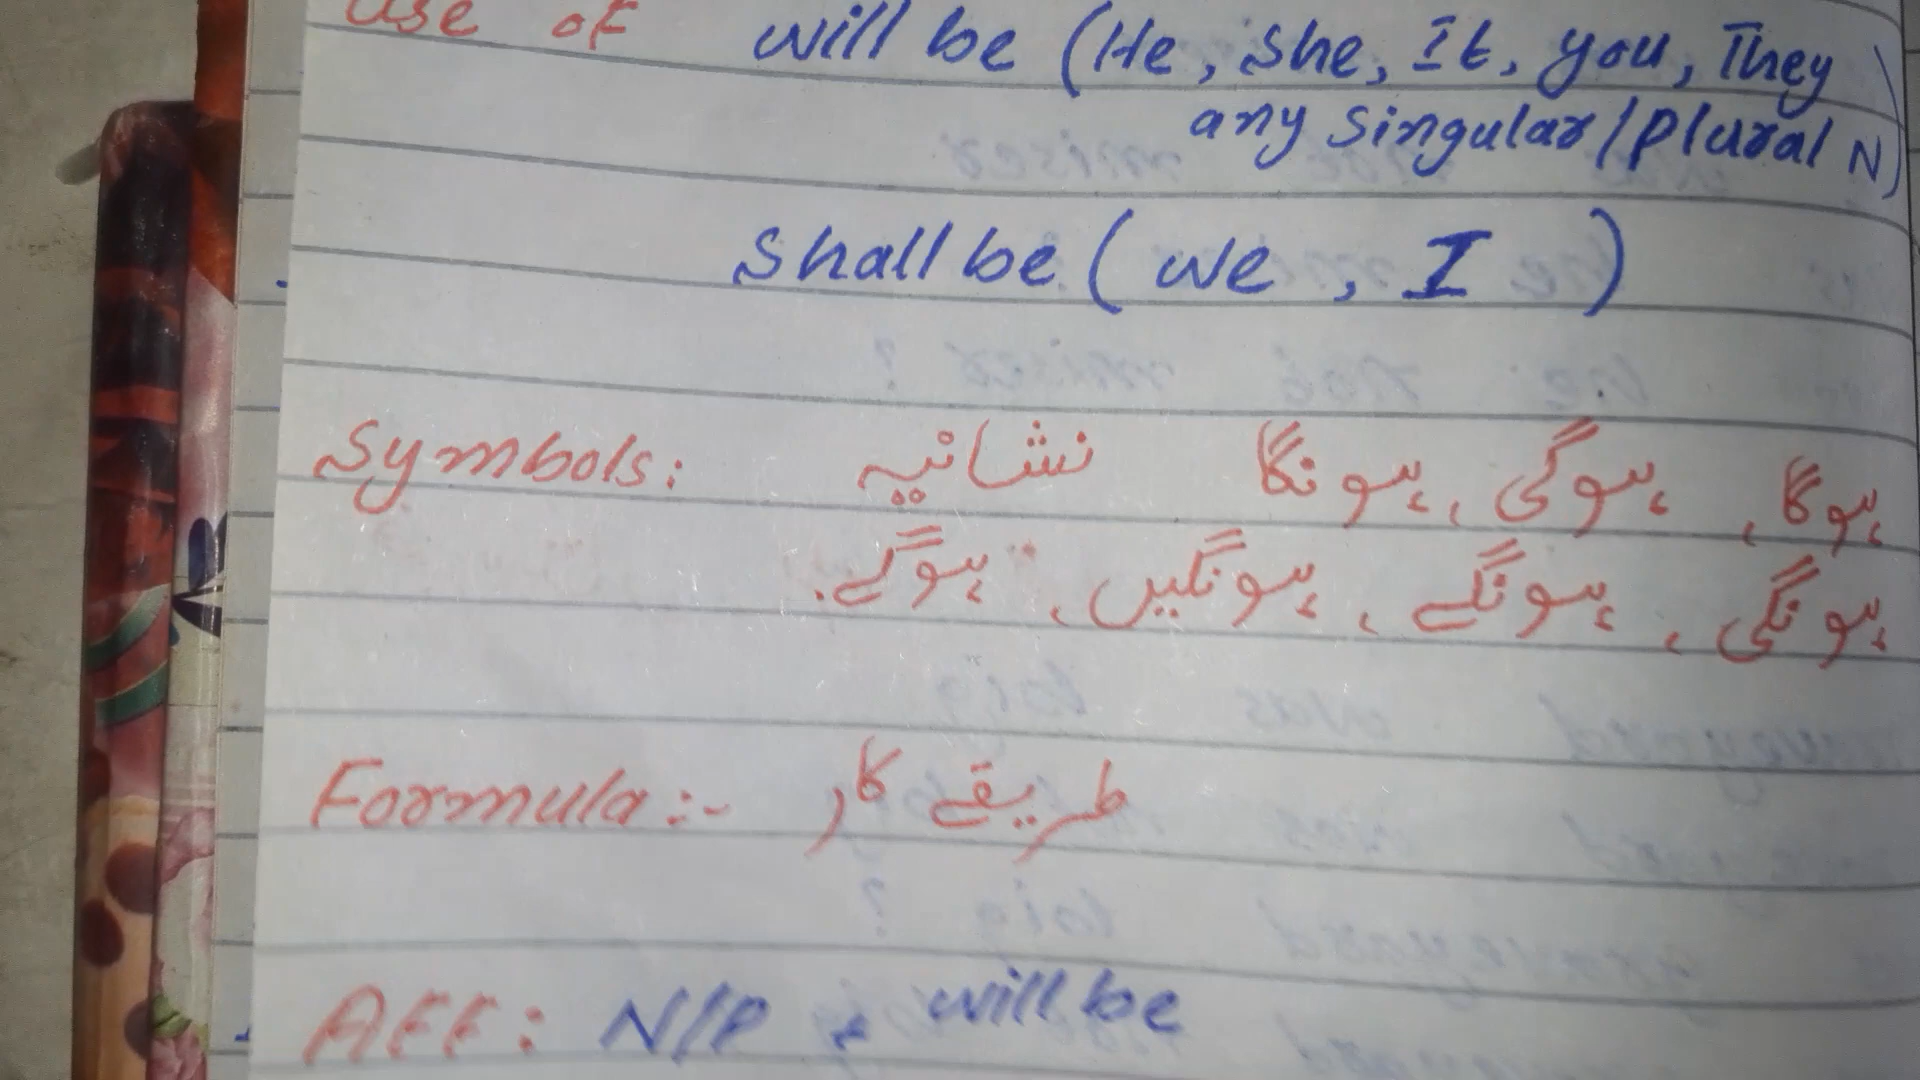 Use of will be (He, She, It, you, They
any singular/plural N)
Shall be (we, I)
Symbols: نشانیہ ہونگا، ہوگی، ہوگا،
ہونگی، ہونگے، ہونگیں، ہوگے۔
Formula:- طریقے کار
AFF: N/P + will be